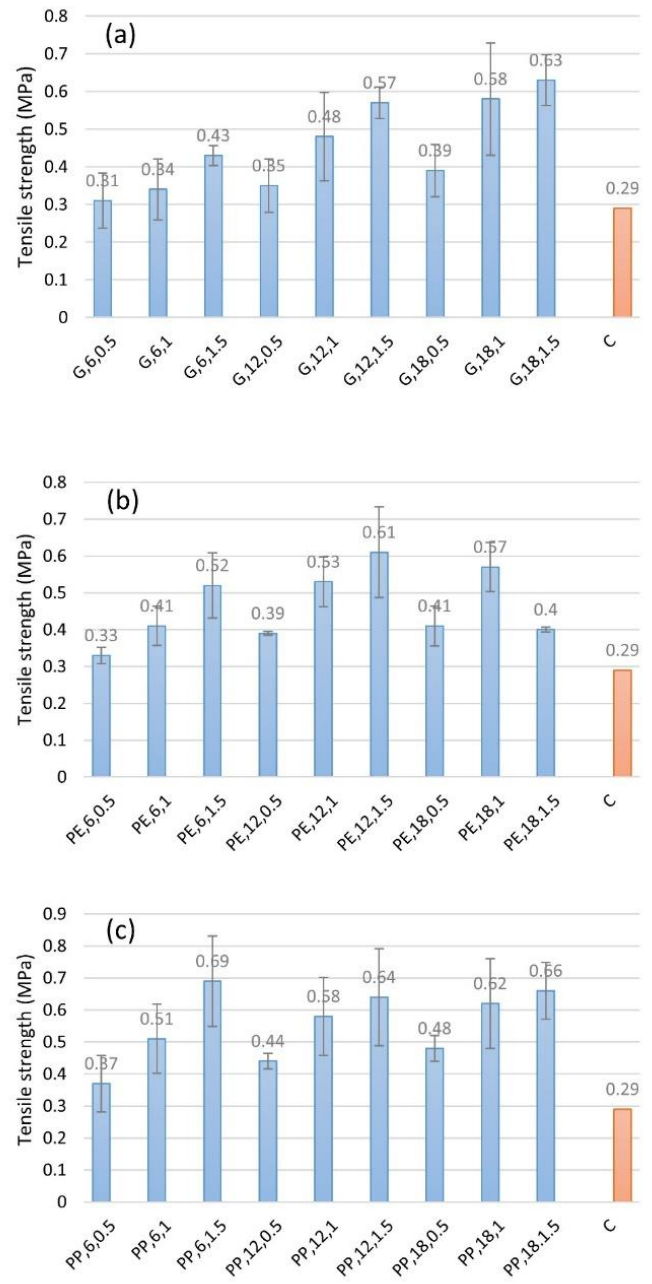 (a)
Tensile strength (MPa)
0.8
0.7
0.6
0.5
0.4
0.3
0.2
0.1
0
0.31
0.34
0.43
0.35
0.48
0.57
0.39
0.58
0.63
0.29
G,6,0.5
G,6,1
G,6,1.5
G,12,0.5
G,12,1
G,12,1.5
G,18,0.5
G,18,1
G,18,1.5
C
(b)
Tensile strength (MPa)
0.8
0.7
0.6
0.5
0.4
0.3
0.2
0.1
0
0.33
0.41
0.52
0.39
0.53
0.61
0.41
0.57
0.4
0.29
PE,6,0.5
PE,6,1
PE,6,1.5
PE,12,0.5
PE,12,1
PE,12,1.5
PE,18,0.5
PE,18,1
PE,18.1.5
C
(c)
Tensile strength (MPa)
0.9
0.8
0.7
0.6
0.5
0.4
0.3
0.2
0.1
0
0.37
0.51
0.69
0.44
0.58
0.64
0.48
0.62
0.66
0.29
PP,6,0.5
PP,6,1
PP,6,1.5
PP,12,0.5
PP,12,1
PP,12,1.5
PP,18,0.5
PP,18,1
PP,18.1.5
C